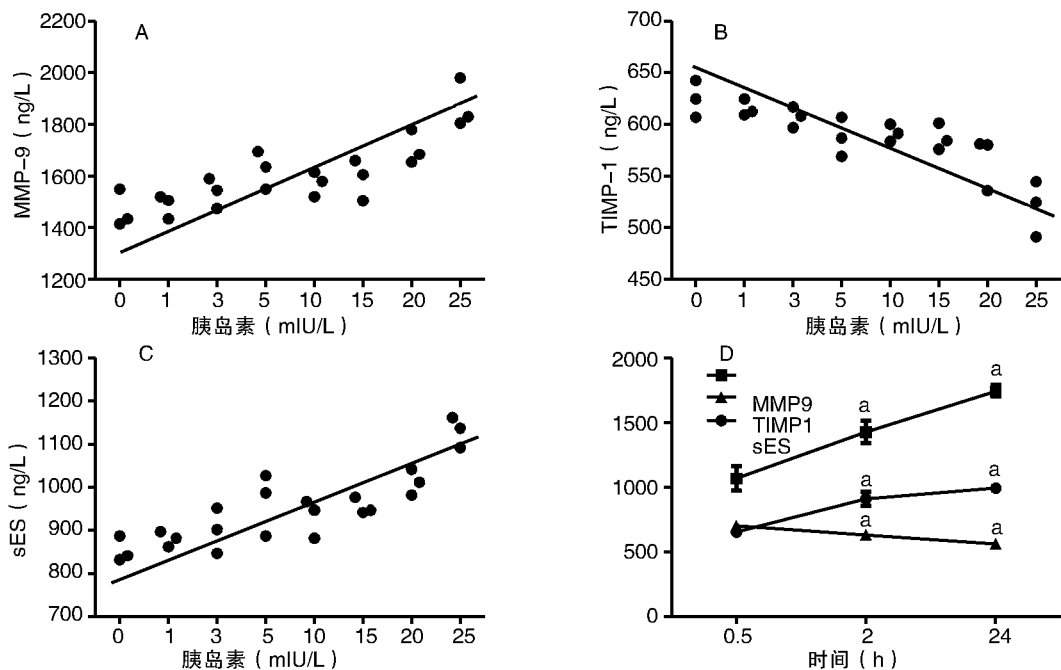 A
MMP-9 ( ng/L )
2200
2000
1800
1600
1400
1200
0 1 3 5 10 15 20 25
胰岛素 ( mIU/L )
B
TIMP-1 ( ng/L )
700
650
600
550
500
450
0 1 3 5 10 15 20 25
胰岛素 ( mIU/L )
C
sES ( ng/L )
1300
1200
1100
1000
900
800
700
0 1 3 5 10 15 20 25
胰岛素 ( mIU/L )
D
2000
1500
1000
500
0
MMP9
TIMP1
sES
a
a
a
a
a
a
0.5 2 24
时间 ( h )